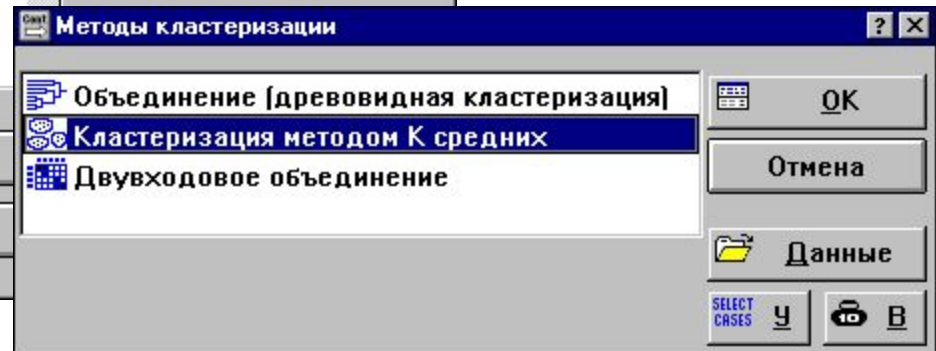 Методы кластеризации
Объединение (древовидная кластеризация)
Кластеризация методом К средних
Двувходовое объединение
OK
Отмена
Данные
SELECT
CASES У
В